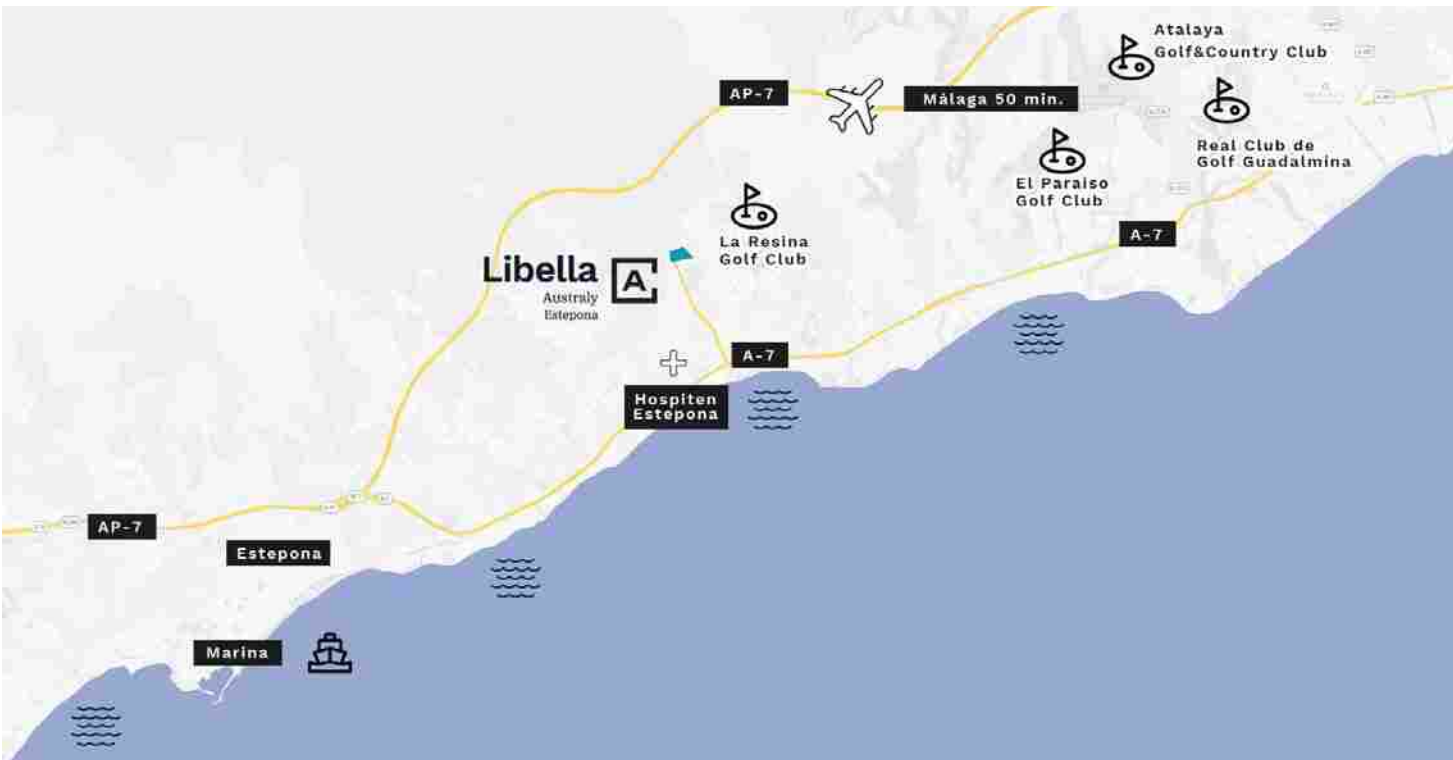 Atalaya
Golf&Country Club
AP-7
Málaga 50 min.
Real Club de
Golf Guadalmina
El Paraiso
Golf Club
A-7
La Resina
Golf Club
Libella
A
Australy
Estepona
A-7
Hospiten
Estepona
AP-7
Estepona
Marina